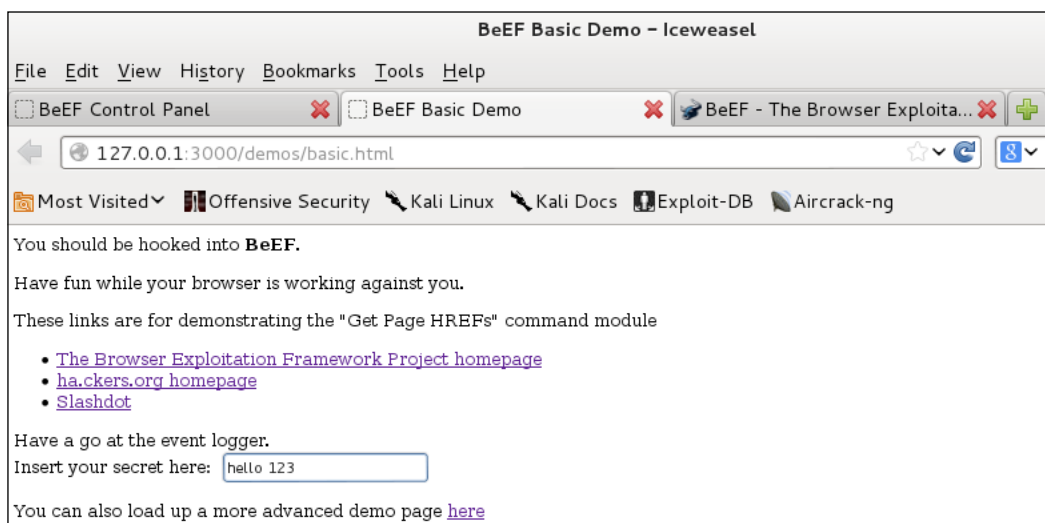 BeEF Basic Demo - Iceweasel
File Edit View History Bookmarks Tools Help
BeEF Control Panel BeEF Basic Demo BeEF - The Browser Exploita...
127.0.0.1:3000/demos/basic.html 8
Most Visited Offensive Security Kali Linux Kali Docs Exploit-DB Aircrack-ng
You should be hooked into BeEF.
Have fun while your browser is working against you.
These links are for demonstrating the "Get Page HREFs" command module
• The Browser Exploitation Framework Project homepage
• ha.ckers.org homepage
• Slashdot
Have a go at the event logger.
Insert your secret here: hello 123
You can also load up a more advanced demo page here